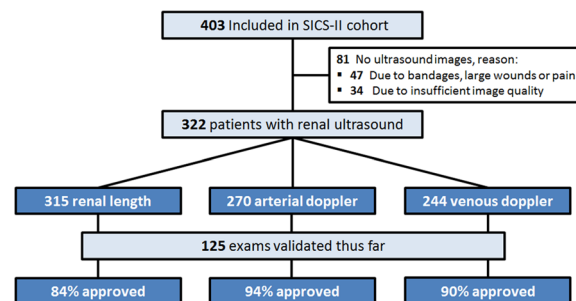 403 Included in SICS-II cohort
81 No ultrasound images, reason:
▪ 47 Due to bandages, large wounds or pain
▪ 34 Due to insufficient image quality
322 patients with renal ultrasound
315 renal length
270 arterial doppler
244 venous doppler
125 exams validated thus far
84% approved
94% approved
90% approved